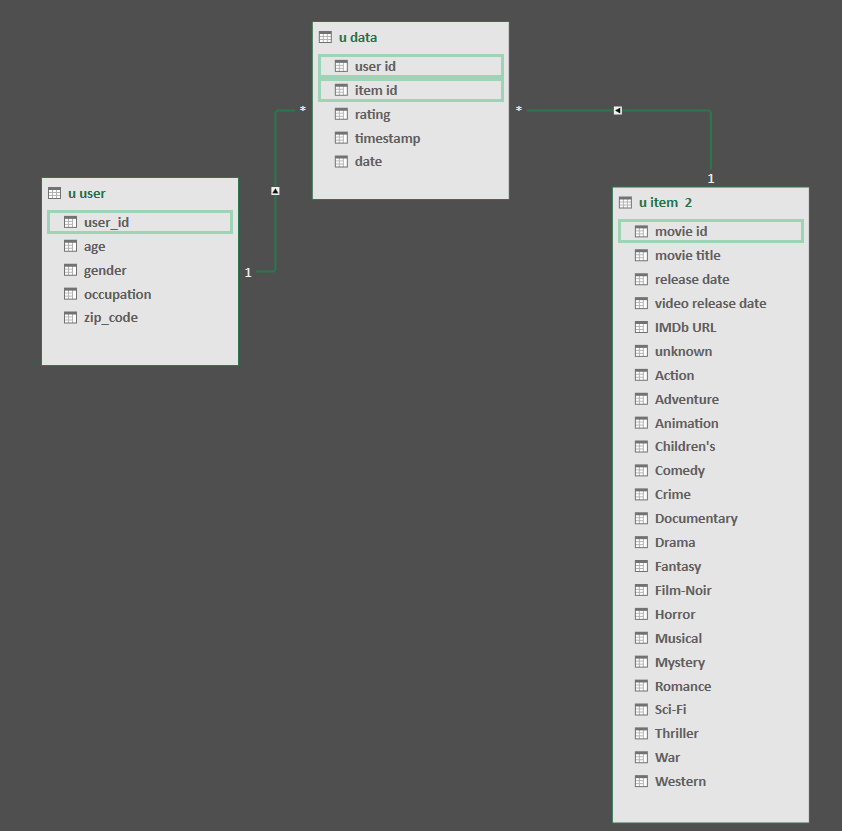 u data
user id
item id
rating
timestamp
date
*
*
1
1
u user
user_id
age
gender
occupation
zip_code
u item 2
movie id
movie title
release date
video release date
IMDb URL
unknown
Action
Adventure
Animation
Children's
Comedy
Crime
Documentary
Drama
Fantasy
Film-Noir
Horror
Musical
Mystery
Romance
Sci-Fi
Thriller
War
Western